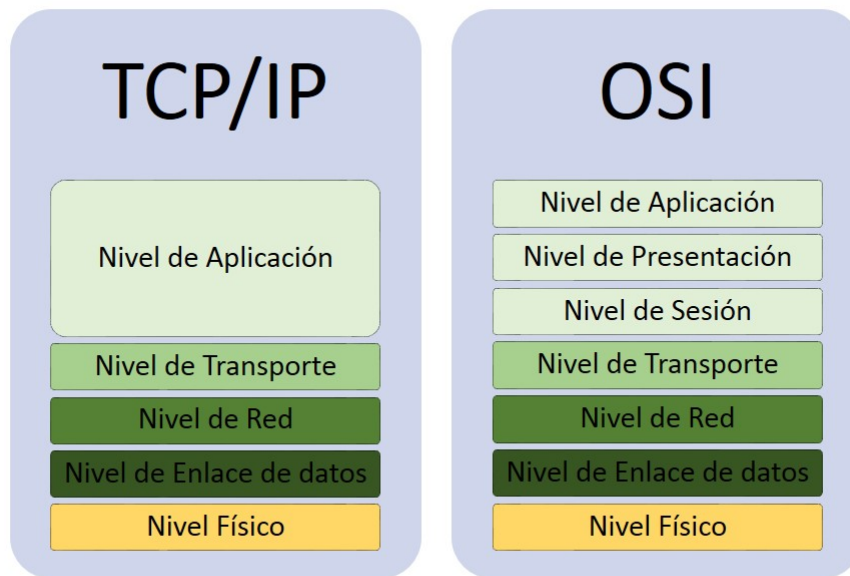 TCP/IP
Nivel de Aplicación
Nivel de Transporte
Nivel de Red
Nivel de Enlace de datos
Nivel Físico
OSI
Nivel de Aplicación
Nivel de Presentación
Nivel de Sesión
Nivel de Transporte
Nivel de Red
Nivel de Enlace de datos
Nivel Físico